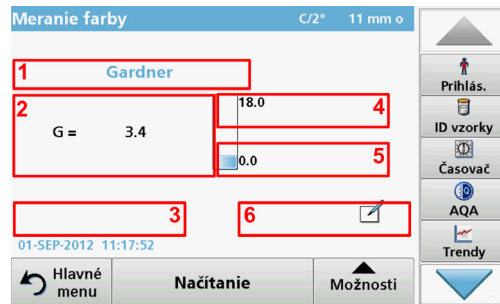 Meranie farby C/2° 11 mm o
1 Gardner
2 18.0 4
G = 3.4
0.0 5
3 6
01-SEP-2012 11:17:52
Hlavné menu Načítanie Možnosti
Prihlás.
ID vzorky
Časovač
AQA
Trendy